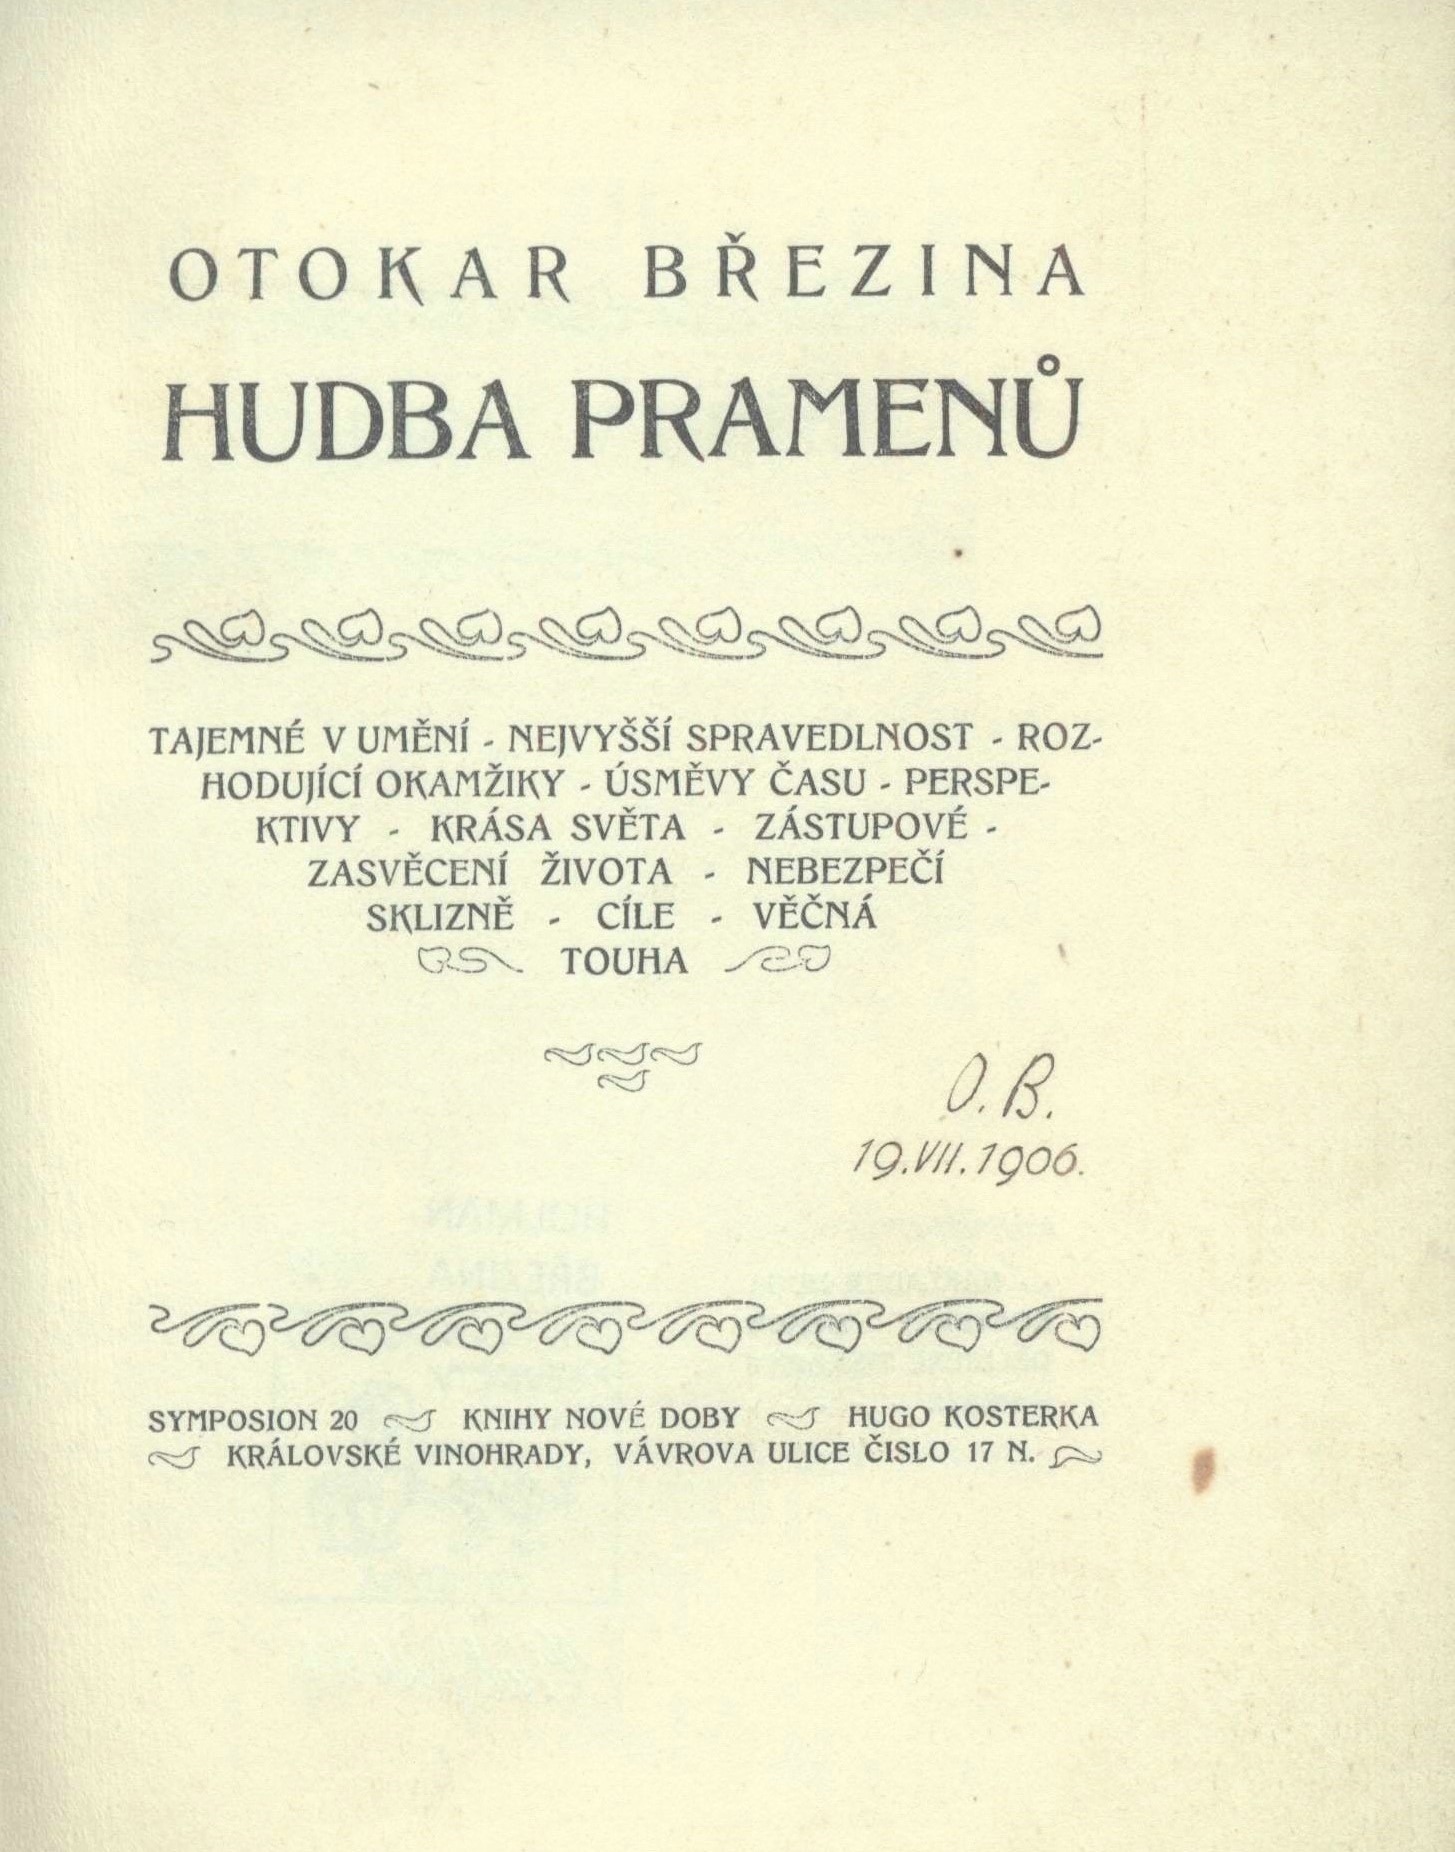 OTOKAR BŘEZINA
HUDBA PRAMENŮ
TAJEMNÉ V UMĚNÍ - NEJVYŠŠÍ SPRAVEDLNOST - ROZ-
HODUJÍCÍ OKAMŽIKY - ÚSMĚVY ČASU - PERSPE-
KTIVY - KRÁSA SVĚTA - ZÁSTUPOVÉ -
ZASVĚCENÍ ŽIVOTA - NEBEZPEČÍ
SKLIZNĚ - CÍLE - VĚČNÁ
TOUHA
O. B.
19. VII. 1906.
SYMPOSION 20 KNIHY NOVÉ DOBY HUGO KOSTERKA
KRÁLOVSKÉ VINOHRADY, VÁVROVA ULICE ČISLO 17 N.